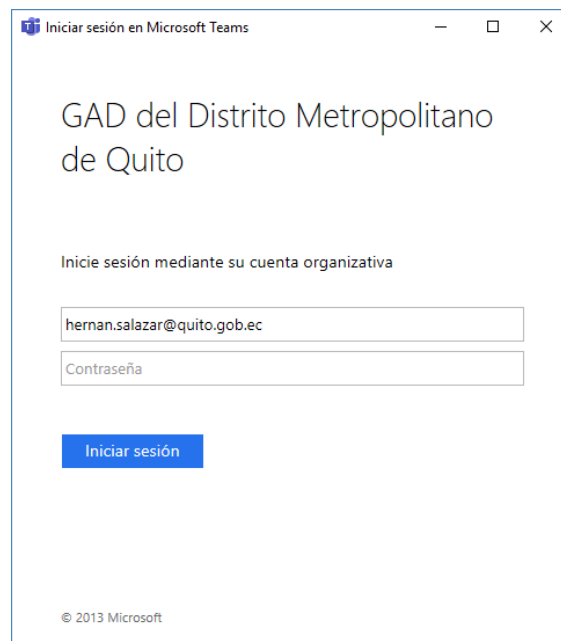 Iniciar sesión en Microsoft Teams
GAD del Distrito Metropolitano
de Quito
Inicie sesión mediante su cuenta organizativa
hernan.salazar@quito.gob.ec
Contraseña
Iniciar sesión
© 2013 Microsoft